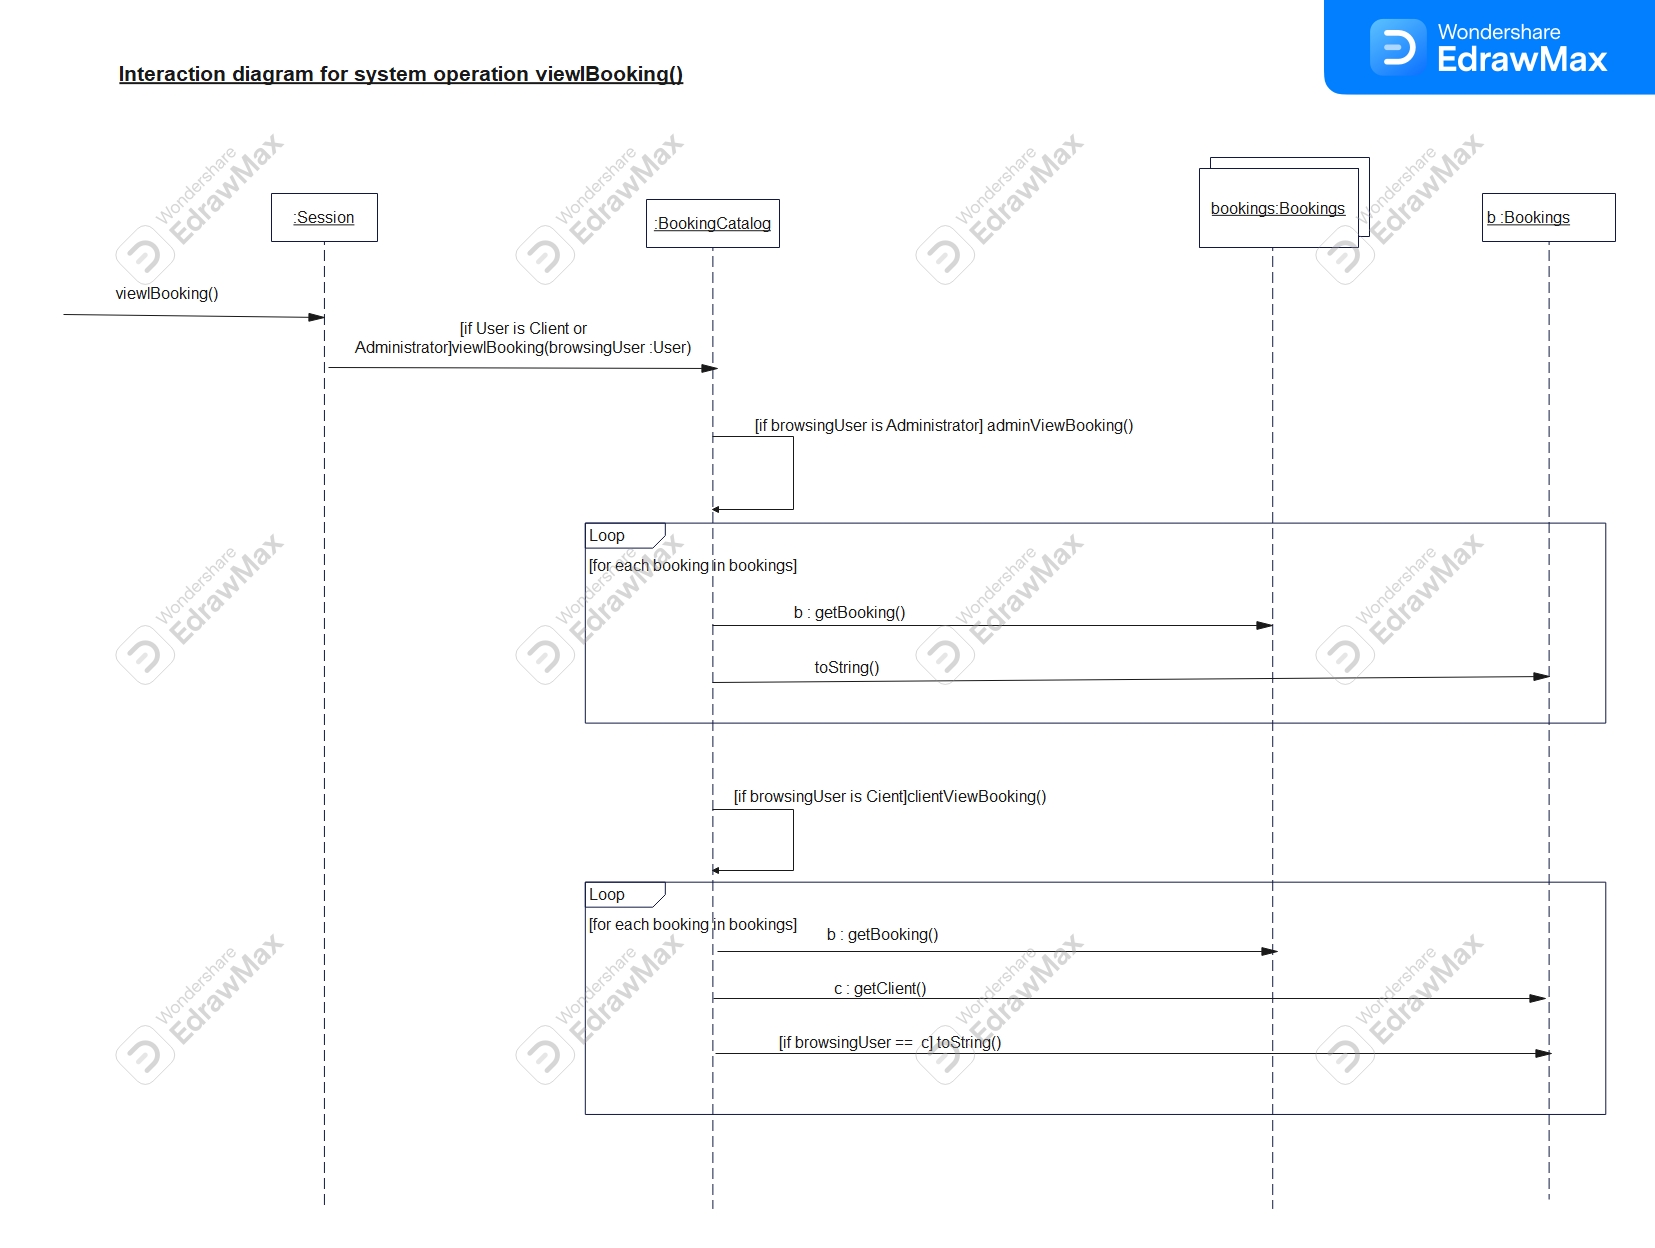 Wondershare
EdrawMax
Interaction diagram for system operation viewlBooking()
:Session
:BookingCatalog
bookings:Bookings
b :Bookings
viewlBooking()
[if User is Client or
Administrator]viewlBooking(browsingUser :User)
[if browsingUser is Administrator] adminViewBooking()
Loop
[for each booking in bookings]
b : getBooking()
toString()
[if browsingUser is Cient]clientViewBooking()
Loop
[for each booking in bookings]
b : getBooking()
c : getClient()
[if browsingUser == c] toString()
Wondershare
EdrawMax
Wondershare
EdrawMax
Wondershare
EdrawMax
Wondershare
EdrawMax
Wondershare
EdrawMax
Wondershare
EdrawMax
Wondershare
EdrawMax
Wondershare
EdrawMax
Wondershare
EdrawMax
Wondershare
EdrawMax
Wondershare
EdrawMax
Wondershare
EdrawMax